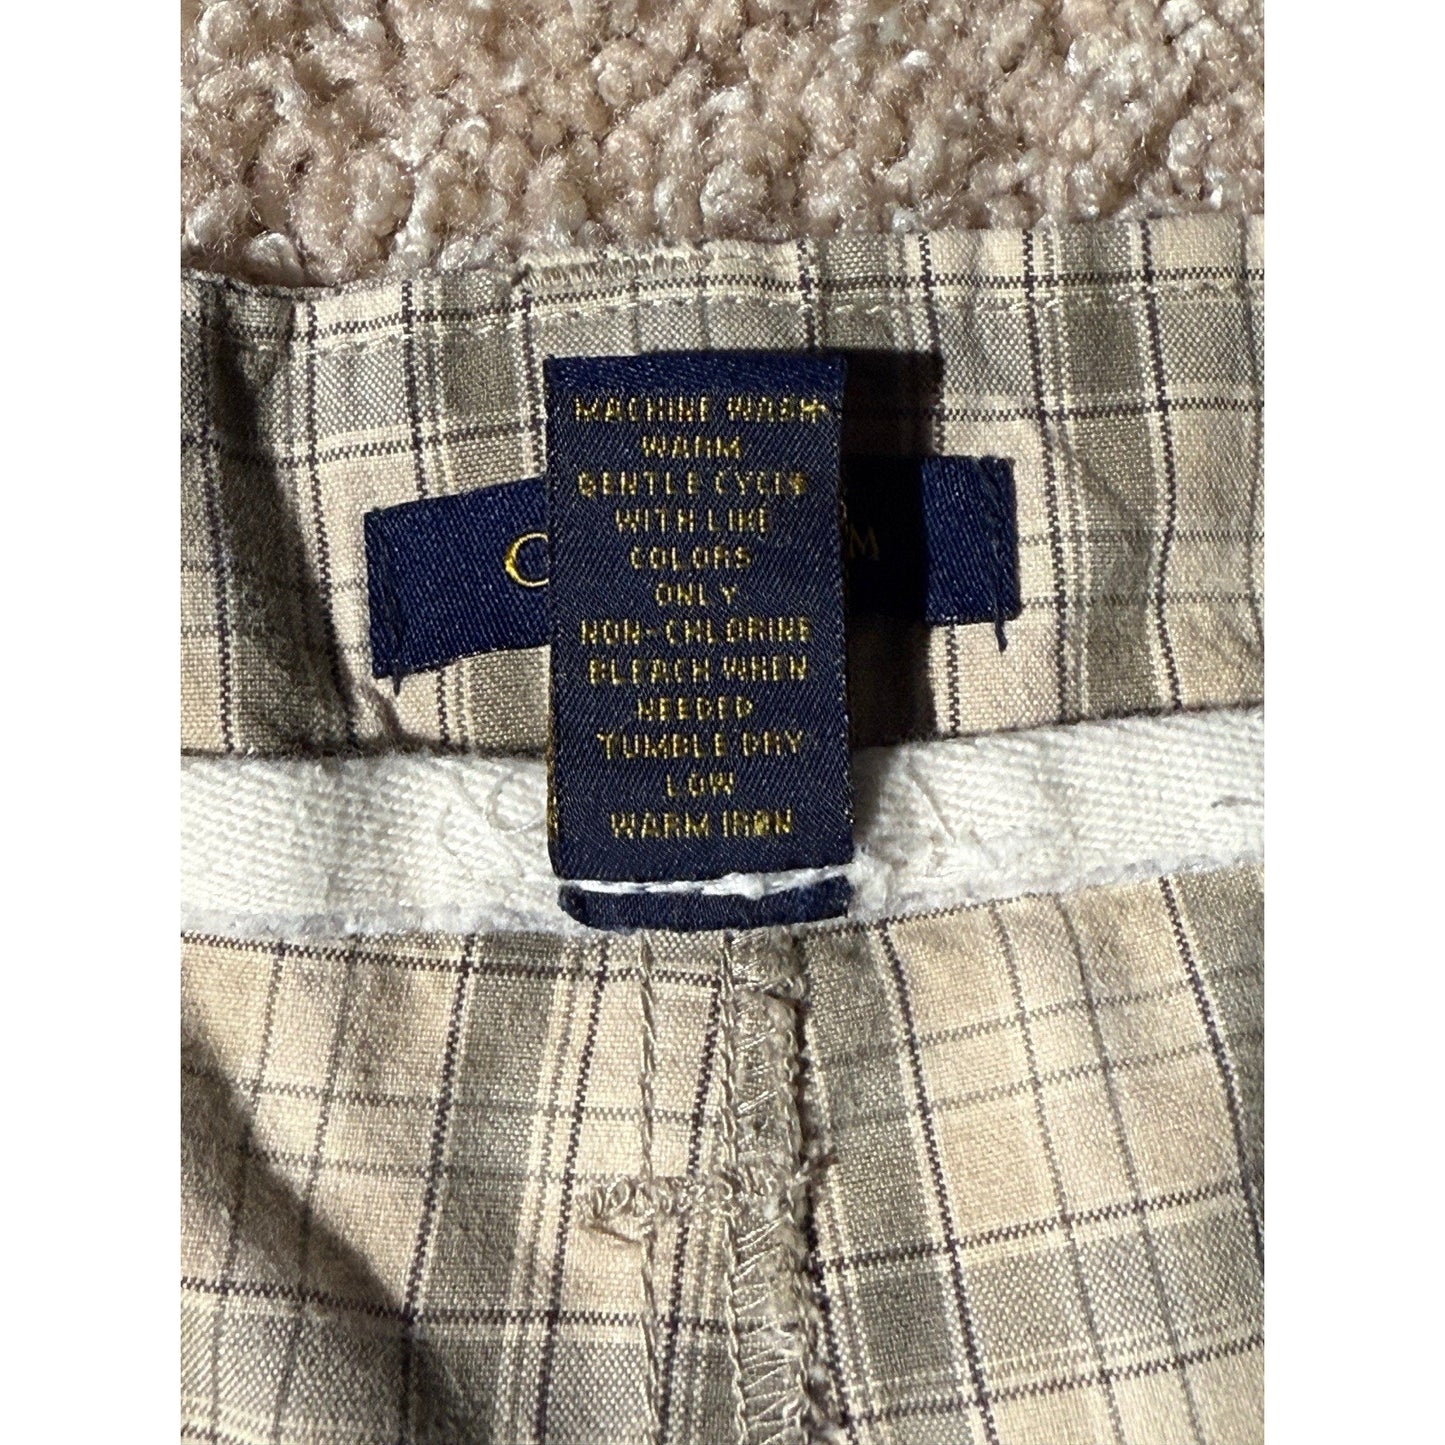 MACHINE WASH
WARM
GENTLE CYCLE
WITH LIKE
COLORS
ONLY
NON-CHLORINE
BLEACH WHEN
NEEDED
TUMBLE DRY
LOW
WARM IRON